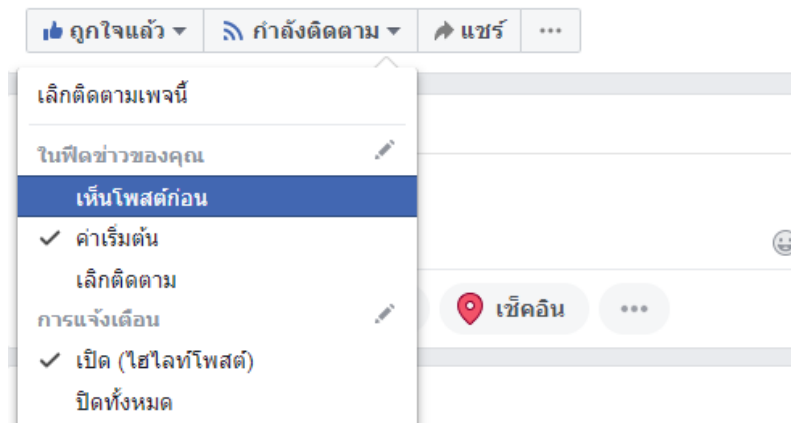 ถูกใจแล้ว กำลังติดตาม แชร์
เลิกติดตามเพจนี้
ในฟีดข่าวของคุณ
เห็นโพสต์ก่อน
ค่าเริ่มต้น
เลิกติดตาม
เช็คอิน
การแจ้งเตือน
เปิด (ไฮไลท์โพสต์)
ปิดทั้งหมด